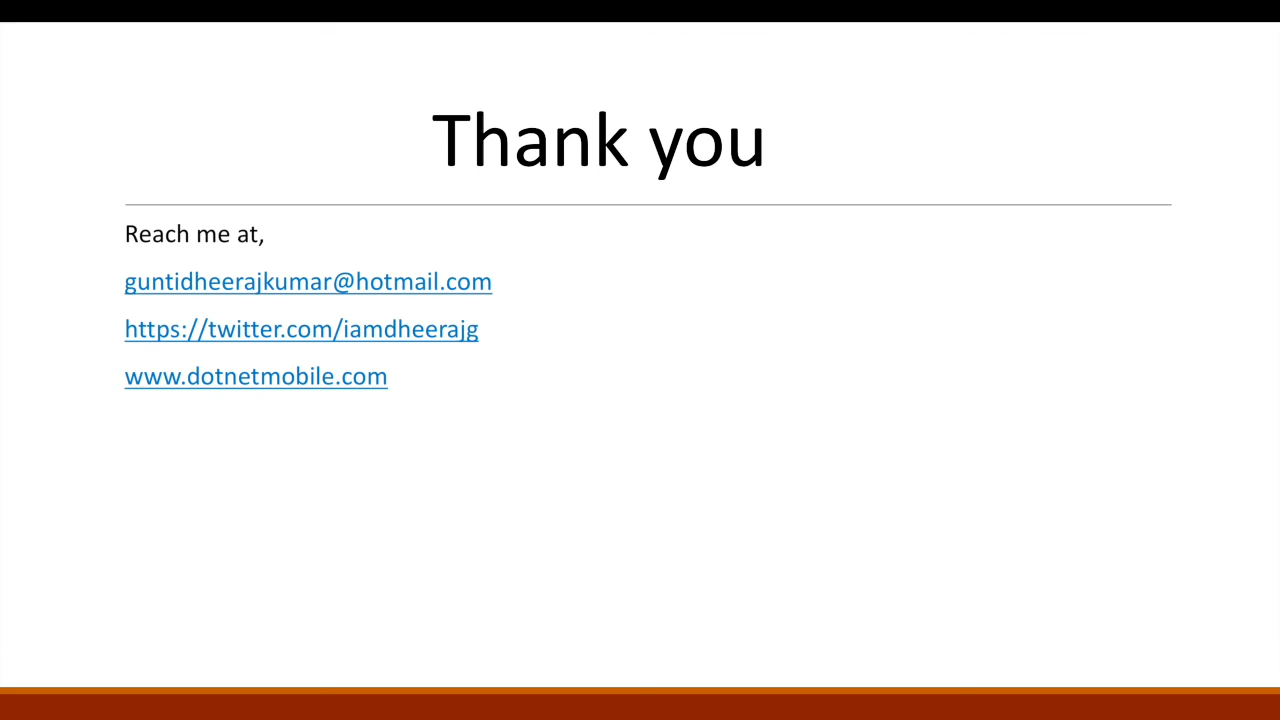 Thank you
Reach me at,
guntidheerajkumar@hotmail.com
https://twitter.com/iamdheerajg
www.dotnetmobile.com